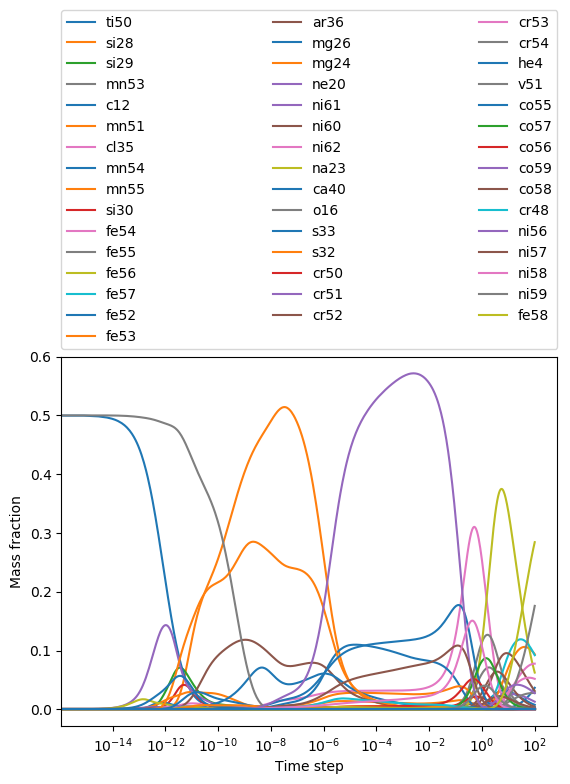 ti50 ar36 cr53
si28 mg26 cr54
si29 mg24 he4
mn53 ne20 v51
c12 ni61 co55
mn51 ni60 co57
cl35 ni62 co56
mn54 na23 co59
mn55 ca40 co58
si30 o16 cr48
fe54 s33 ni56
fe55 s32 ni57
fe56 cr50 ni58
fe57 cr51 ni59
fe52 cr52 fe58
fe53
0.6
0.5
0.4
0.3
0.2
0.1
0.0
Mass fraction
10⁻¹⁴ 10⁻¹² 10⁻¹⁰ 10⁻⁸ 10⁻⁶ 10⁻⁴ 10⁻² 10⁰ 10²
Time step